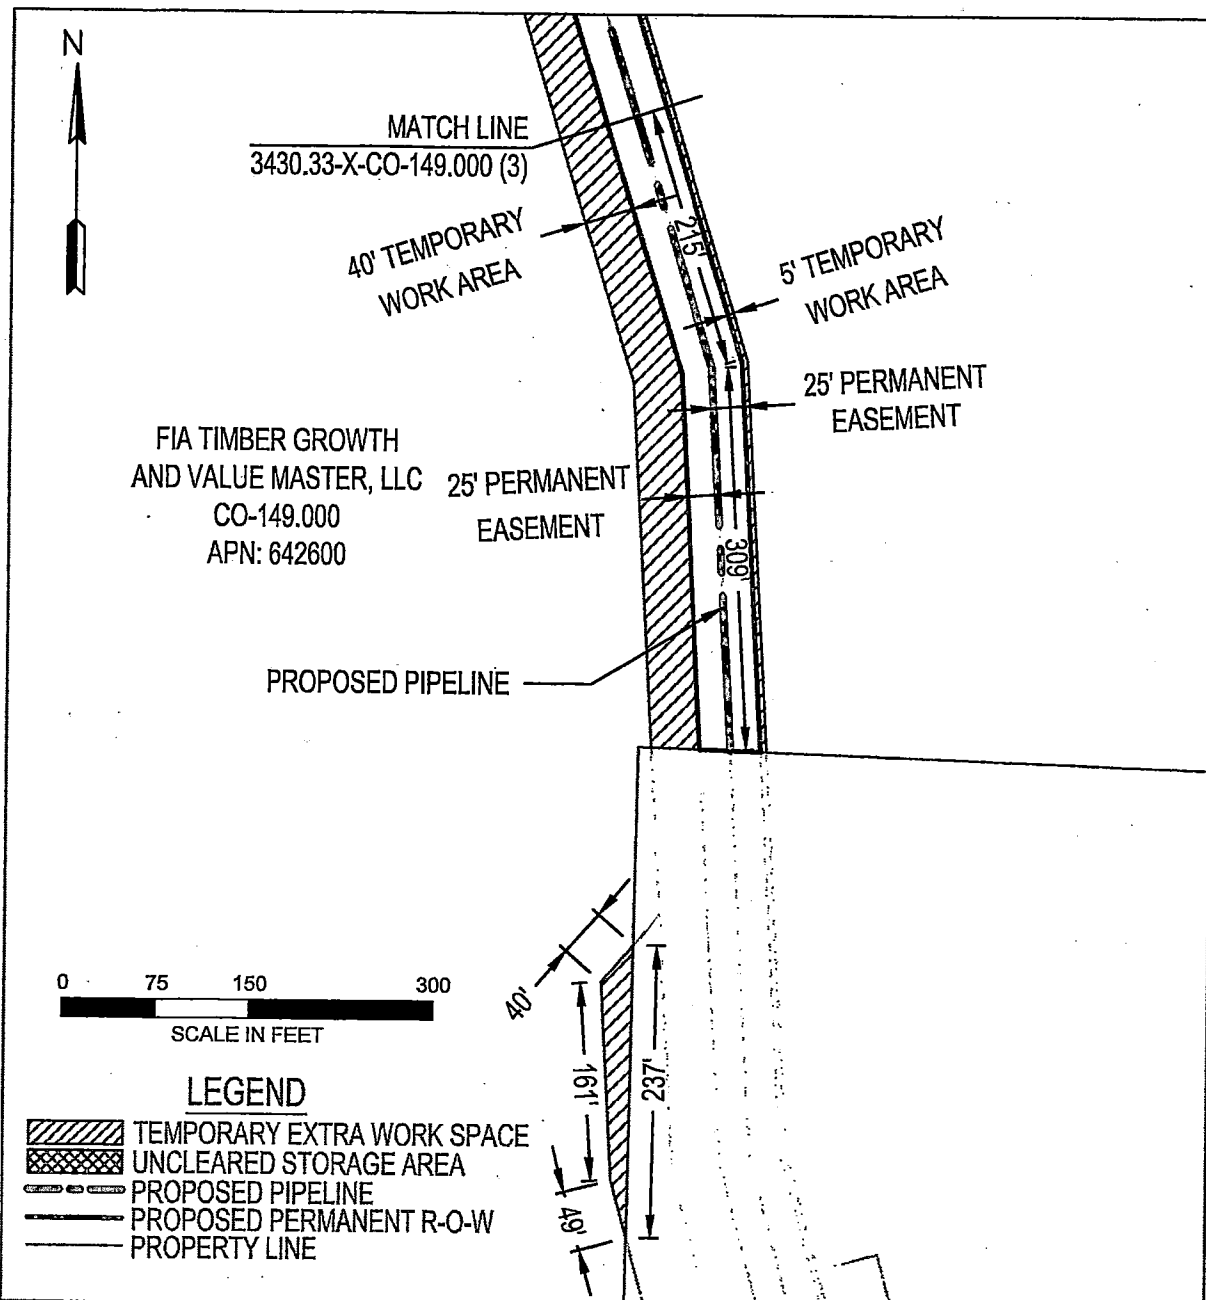 N
MATCH LINE
3430.33-X-CO-149.000 (3)
40' TEMPORARY
WORK AREA
215'
5' TEMPORARY
WORK AREA
25' PERMANENT
EASEMENT
FIA TIMBER GROWTH
AND VALUE MASTER, LLC
CO-149.000
APN: 642600
25' PERMANENT
EASEMENT
309'
PROPOSED PIPELINE
40'
161'
237'
49'
0 75 150 300
SCALE IN FEET
LEGEND
TEMPORARY EXTRA WORK SPACE
UNCLEARED STORAGE AREA
PROPOSED PIPELINE
PROPOSED PERMANENT R-O-W
PROPERTY LINE